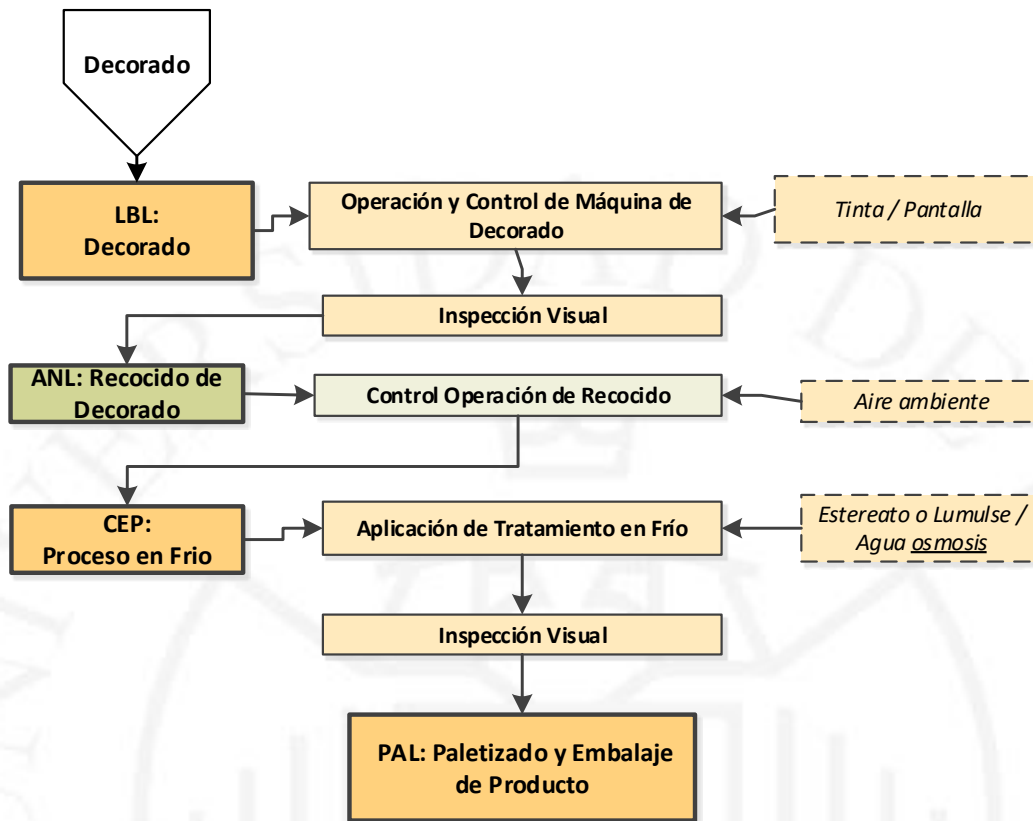 Decorado
LBL:
Decorado
Operación y Control de Máquina de
Decorado
Tinta / Pantalla
Inspección Visual
ANL: Recocido de
Decorado
Control Operación de Recocido
Aire ambiente
CEP:
Proceso en Frio
Aplicación de Tratamiento en Frío
Estereato o Lumulse /
Agua osmosis
Inspección Visual
PAL: Paletizado y Embalaje
de Producto